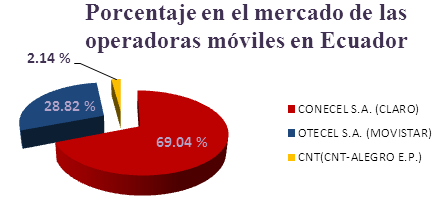 Porcentaje en el mercado de las
operadoras móviles en Ecuador
2.14 %
28.82 %
69.04 %
CONECEL S.A. (CLARO)
OTECEL S.A. (MOVISTAR)
CNT(CNT-ALEGRO E.P.)